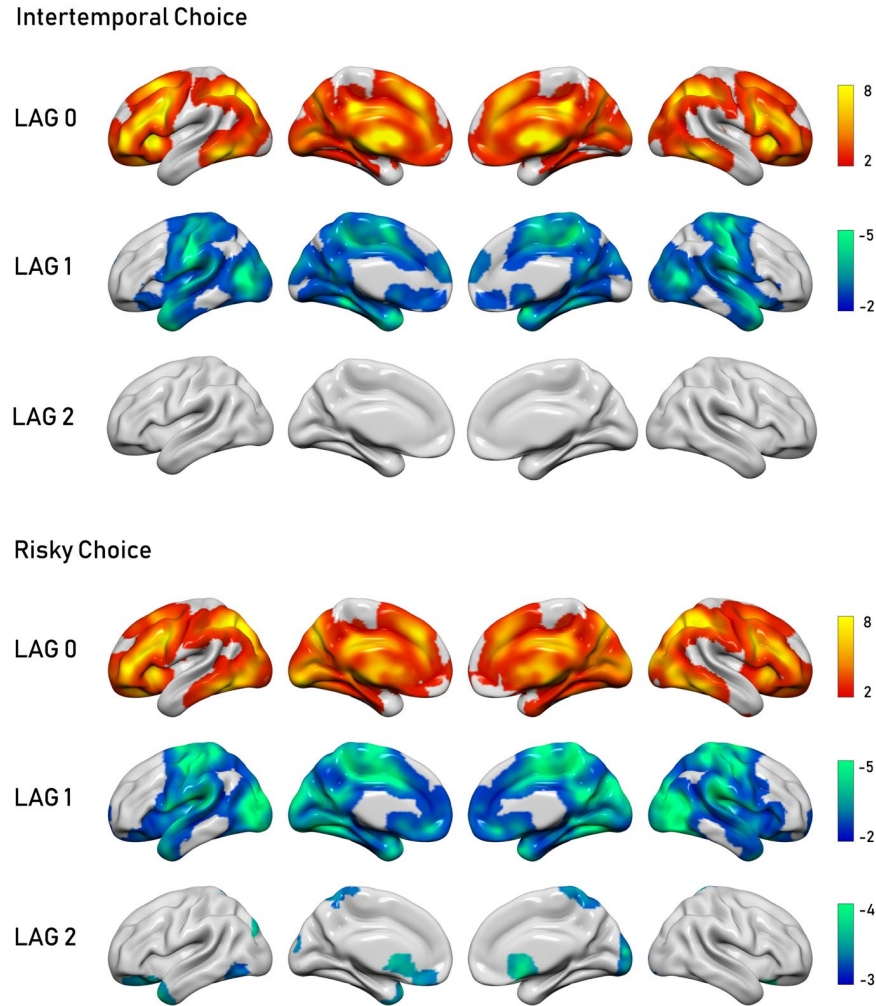 Intertemporal Choice
LAG 0
8
2
LAG 1
-5
-2
LAG 2
Risky Choice
LAG 0
8
2
LAG 1
-5
-2
LAG 2
-4
-3